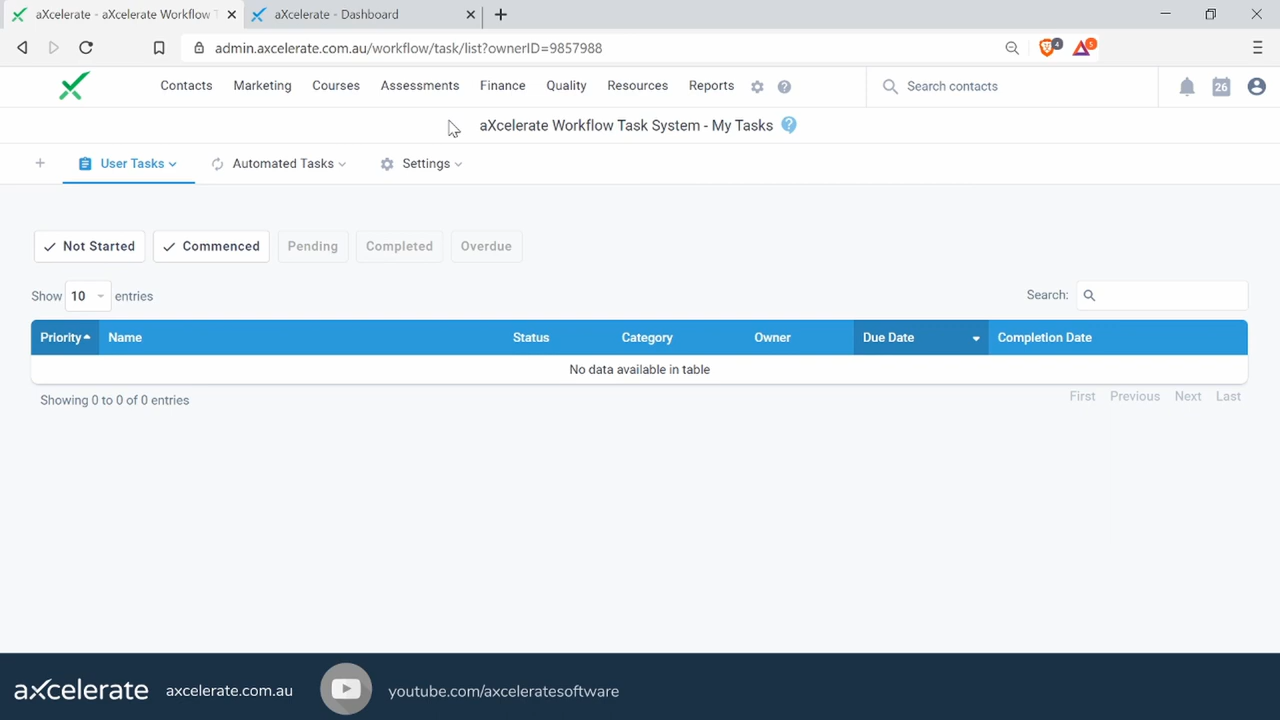 aXcelerate - aXcelerate Workflow T
aXcelerate - Dashboard
admin.axcelerate.com.au/workflow/task/list?ownerID=9857988
4
5
Contacts
Marketing
Courses
Assessments
Finance
Quality
Resources
Reports
?
Search contacts
26
aXcelerate Workflow Task System - My Tasks ?
+
User Tasks
Automated Tasks
Settings
Not Started
Commenced
Pending
Completed
Overdue
Show 10 entries
Search:
Priority Name Status Category Owner Due Date Completion Date
No data available in table
Showing 0 to 0 of 0 entries
First Previous Next Last
axcelerate
axcelerate.com.au
youtube.com/axceleratesoftware